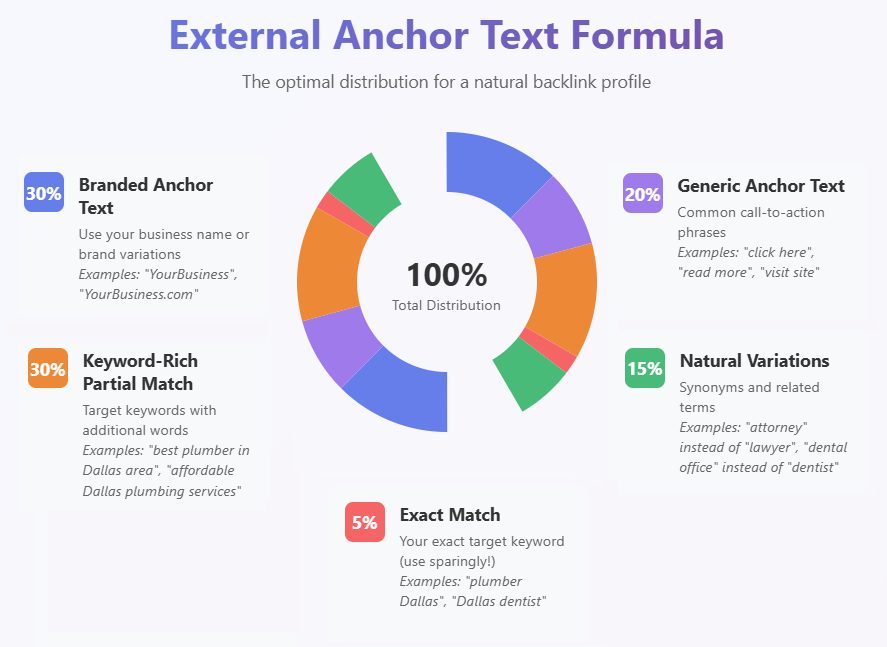 External Anchor Text Formula
The optimal distribution for a natural backlink profile
30%
Branded Anchor
Text
Use your business name or
brand variations
Examples: "YourBusiness",
"YourBusiness.com"
30%
Keyword-Rich
Partial Match
Target keywords with
additional words
Examples: "best plumber in
Dallas area", "affordable
Dallas plumbing services"
100%
Total Distribution
20%
Generic Anchor Text
Common call-to-action
phrases
Examples: "click here",
"read more", "visit site"
15%
Natural Variations
Synonyms and related
terms
Examples: "attorney"
instead of "lawyer", "dental
office" instead of "dentist"
5%
Exact Match
Your exact target keyword
(use sparingly!)
Examples: "plumber
Dallas", "Dallas dentist"